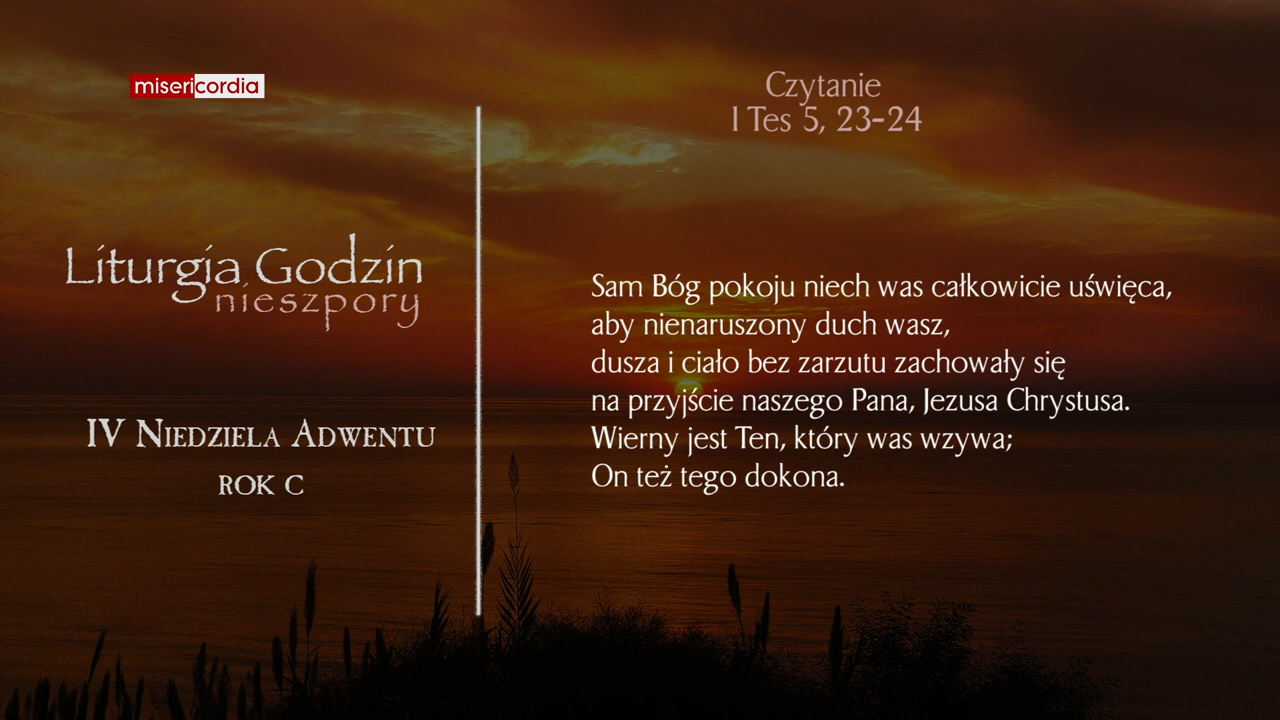 misericordia
Liturgia Godzin
nieszpory
IV Niedziela Adwentu
rok C
Czytanie
1 Tes 5, 23-24
Sam Bóg pokoju niech was całkowicie uświęca,
aby nienaruszony duch wasz,
dusza i ciało bez zarzutu zachowały się
na przyjście naszego Pana, Jezusa Chrystusa.
Wierny jest Ten, który was wzywa;
On też tego dokona.